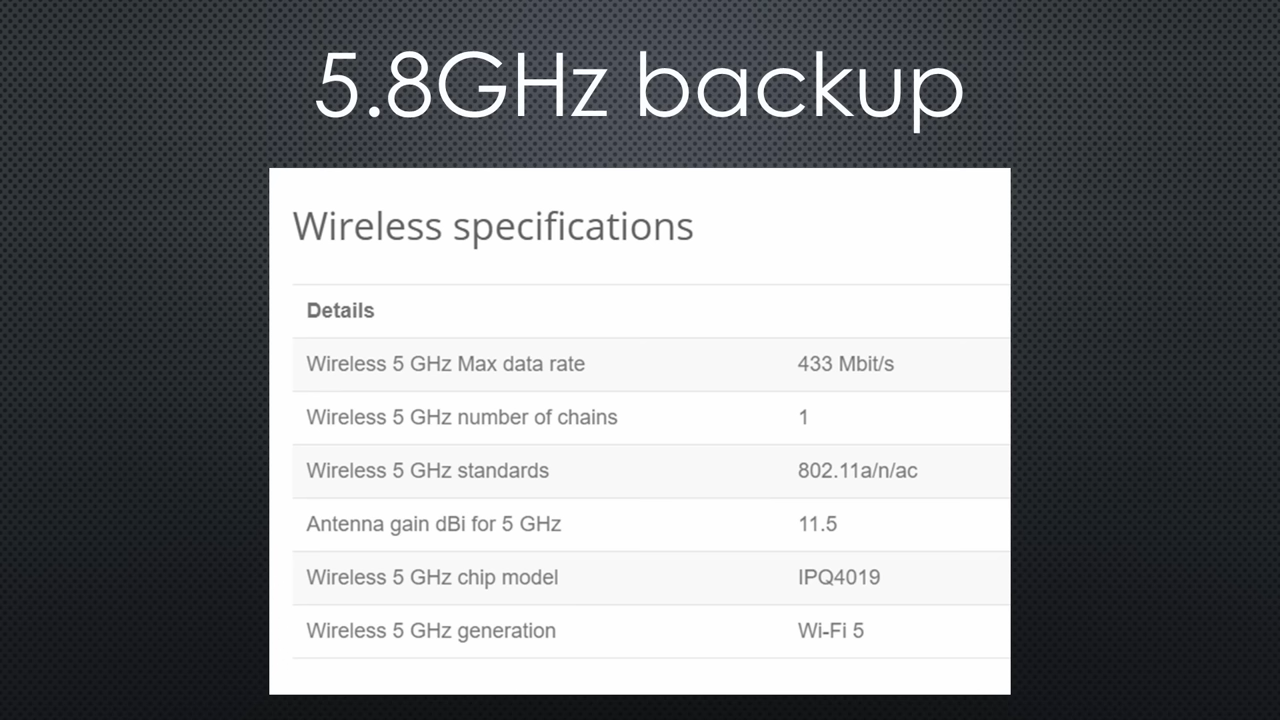 5.8GHz backup
Wireless specifications
Details
Wireless 5 GHz Max data rate 433 Mbit/s
Wireless 5 GHz number of chains 1
Wireless 5 GHz standards 802.11a/n/ac
Antenna gain dBi for 5 GHz 11.5
Wireless 5 GHz chip model IPQ4019
Wireless 5 GHz generation Wi-Fi 5